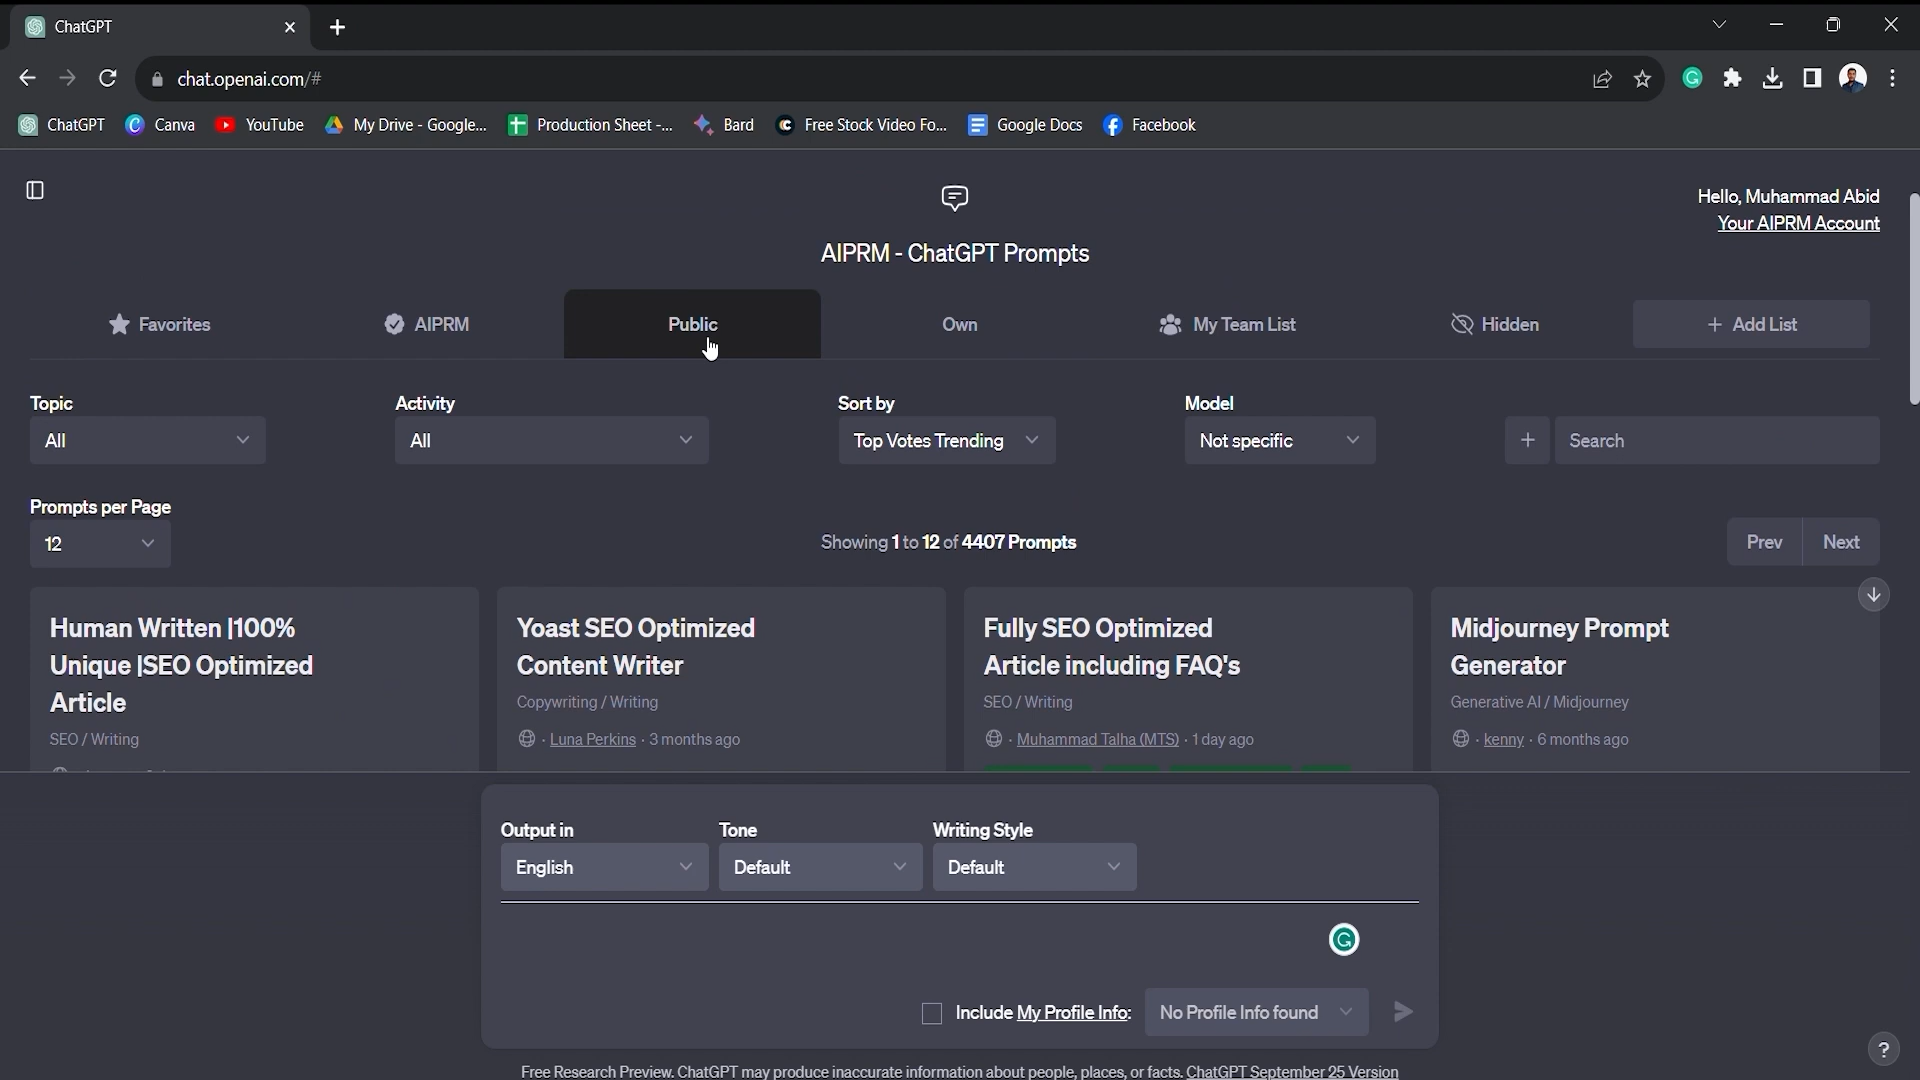 ChatGPT
chat.openai.com/#
ChatGPT Canva YouTube My Drive - Google... Production Sheet -... Bard Free Stock Video Fo... Google Docs Facebook
Hello, Muhammad Abid
Your AIPRM Account
AIPRM - ChatGPT Prompts
Favorites AIPRM Public Own My Team List Hidden + Add List
Topic Activity Sort by Model
All All Top Votes Trending Not specific + Search
Prompts per Page
12 Showing 1 to 12 of 4407 Prompts Prev Next
Human Written |100%
Unique |SEO Optimized
Article
SEO / Writing
Yoast SEO Optimized
Content Writer
Copywriting / Writing
· Luna Perkins · 3 months ago
Fully SEO Optimized
Article including FAQ's
SEO / Writing
· Muhammad Talha (MTS) · 1 day ago
Midjourney Prompt
Generator
Generative AI / Midjourney
· kenny · 6 months ago
Output in Tone Writing Style
English Default Default
Include My Profile Info: No Profile Info found
?
Free Research Preview. ChatGPT may produce inaccurate information about people, places, or facts. ChatGPT September 25 Version